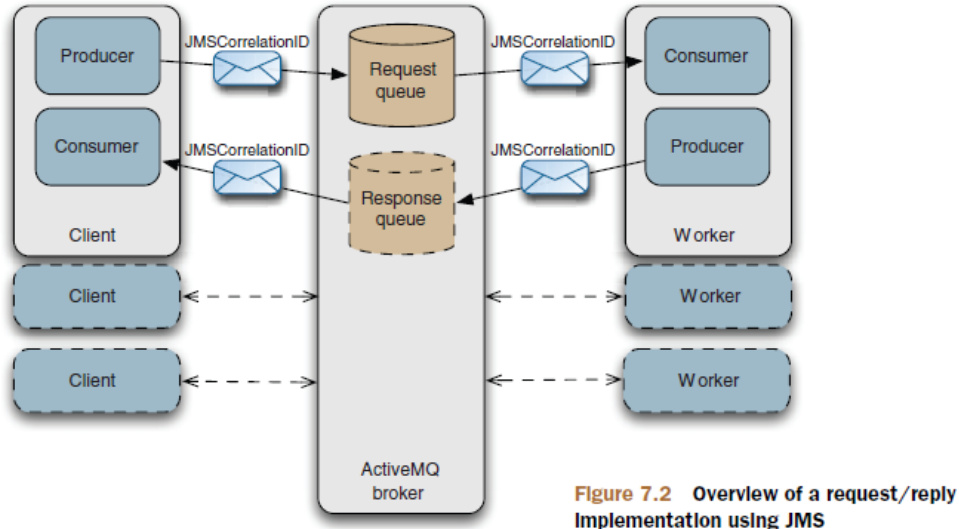 Producer
JMSCorrelationID
Request
queue
JMSCorrelationID
Consumer
Consumer
JMSCorrelationID
Response
queue
JMSCorrelationID
Producer
Client
Worker
Client
Worker
Client
Worker
ActiveMQ
broker
Figure 7.2 Overview of a request/reply
implementation using JMS